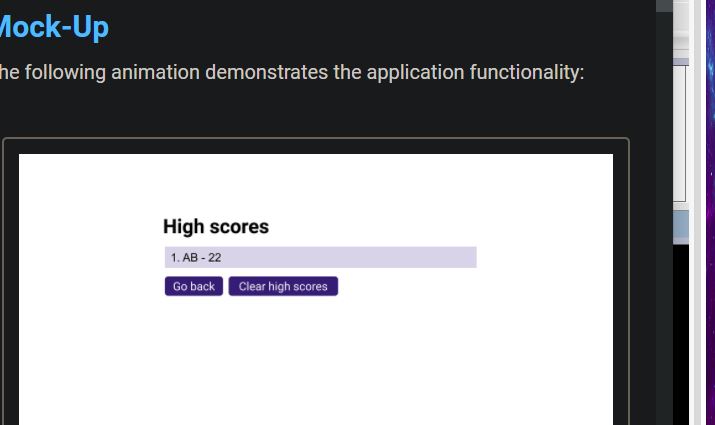 Mock-Up
he following animation demonstrates the application functionality:
High scores
1. AB - 22
Go back
Clear high scores